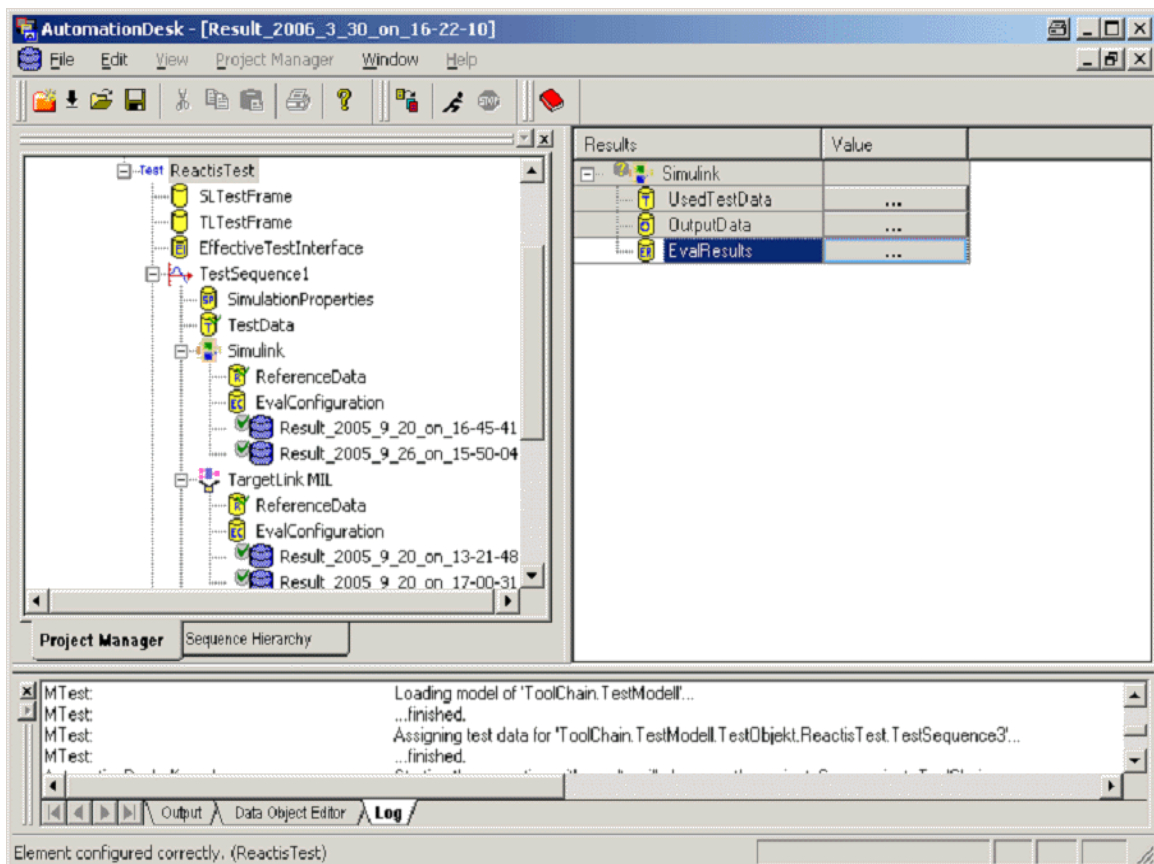 AutomationDesk - [Result_2006_3_30_on_16-22-10]
File Edit View Project Manager Window Help
STOP
Test ReactisTest
SLTestFrame
TLTestFrame
EffectiveTestInterface
TestSequence1
SimulationProperties
TestData
Simulink
ReferenceData
EvalConfiguration
Result_2005_9_20_on_16-45-41
Result_2005_9_26_on_15-50-04
TargetLink MIL
ReferenceData
EvalConfiguration
Result_2005_9_20_on_13-21-48
Result_2005_9_20_on_17-00-31
Project Manager Sequence Hierarchy
Results Value
Simulink
UsedTestData ...
OutputData ...
EvalResults ...
MTest: Loading model of 'ToolChain.TestModell'...
MTest: ...finished.
MTest: Assigning test data for 'ToolChain.TestModell.TestObjekt.ReactisTest.TestSequence3'...
MTest: ...finished.
Output Data Object Editor Log
Element configured correctly. (ReactisTest)